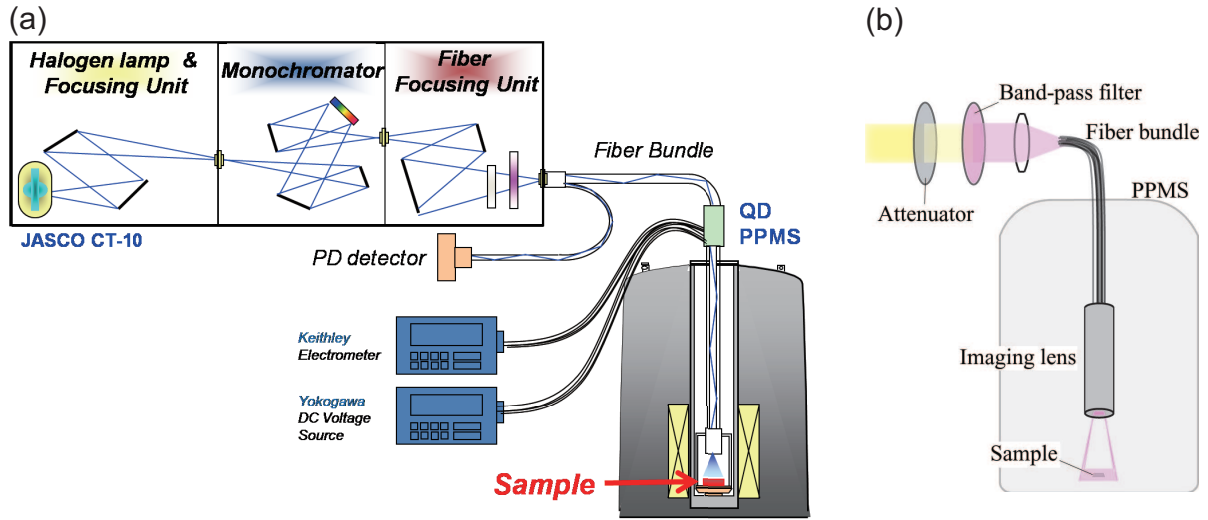 (a)
Halogen lamp &
Focusing Unit
Monochromator
Fiber
Focusing Unit
JASCO CT-10
Fiber Bundle
PD detector
QD
PPMS
Keithley
Electrometer
Yokogawa
DC Voltage
Source
Sample
(b)
Band-pass filter
Fiber bundle
Attenuator
PPMS
Imaging lens
Sample